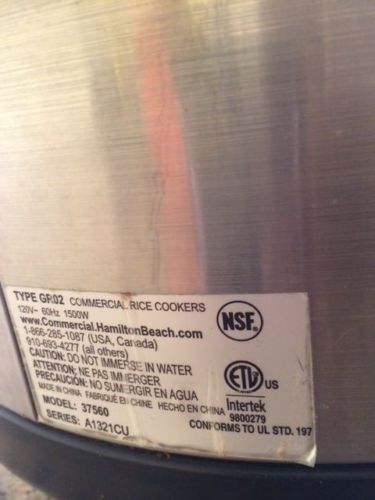 TYPE GR02 COMMERCIAL RICE COOKERS
120V~ 60Hz 1500W
www.Commercial.HamiltonBeach.com
1-866-285-1087 (USA, Canada)
910-693-4277 (all others)
CAUTION: DO NOT IMMERSE IN WATER
ATTENTION; NE PAS IMMERGER
PRECAUCIÓN: NO SUMERGIR EN AGUA
MADE IN CHINA FABRIQUÉ EN CHINE HECHO EN CHINA
MODEL: 37560
SERIES: A1321CU
NSF.
ETL US
Intertek
9800279
CONFORMS TO UL STD. 197